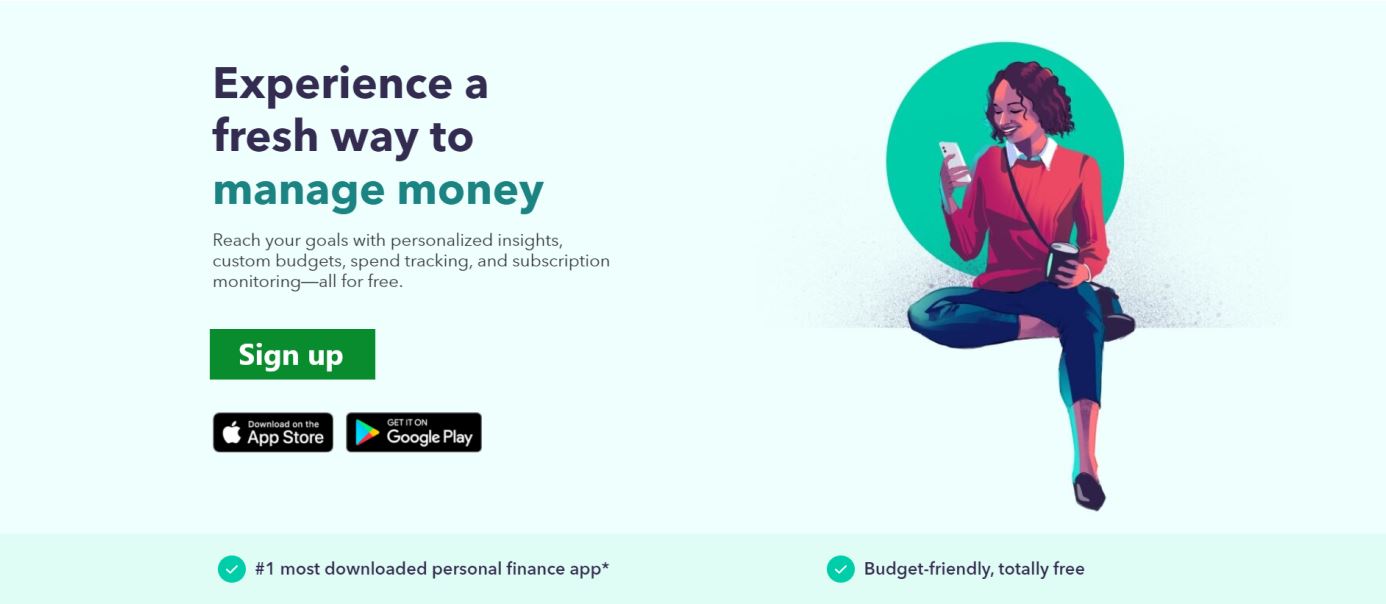 Experience a
fresh way to
manage money
Reach your goals with personalized insights,
custom budgets, spend tracking, and subscription
monitoring—all for free.
Sign up
Download on the
App Store
GET IT ON
Google Play
#1 most downloaded personal finance app*
Budget-friendly, totally free